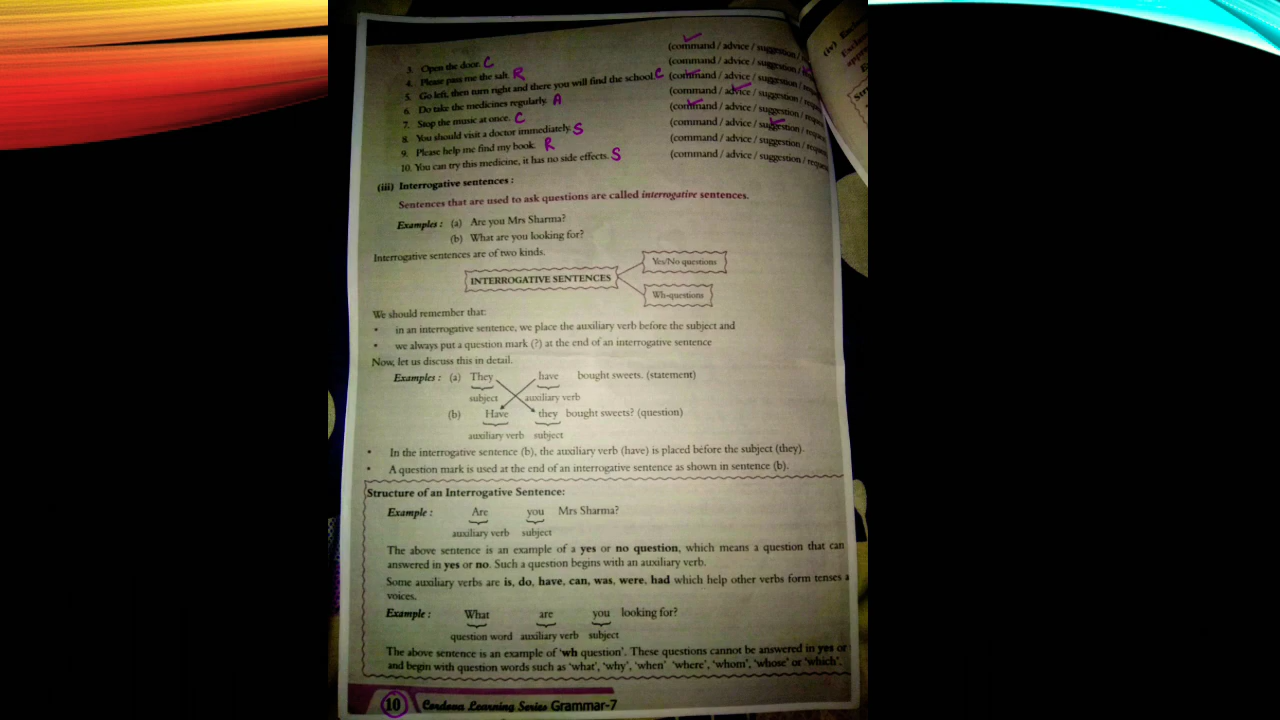 3. Open the door. C (command / advice / suggestion /
4. Please pass me the salt. R (command / advice / suggestion /
5. Go left, then turn right and there you will find the school. C (command / advice / suggestion /
6. Do take the medicines regularly. A (command / advice / suggestion /
7. Stop the music at once. C (command / advice / suggestion /
8. You should visit a doctor immediately. S (command / advice / suggestion /
9. Please help me find my book. R (command / advice / suggestion /
10. You can try this medicine, it has no side effects. S (command / advice / suggestion /
(iii) Interrogative sentences :
Sentences that are used to ask questions are called interrogative sentences.
Examples : (a) Are you Mrs Sharma?
(b) What are you looking for?
Interrogative sentences are of two kinds.
Yes/No questions
INTERROGATIVE SENTENCES
Wh-questions
We should remember that:
• in an interrogative sentence, we place the auxiliary verb before the subject and
• we always put a question mark (?) at the end of an interrogative sentence
Now, let us discuss this in detail.
Examples : (a) They have bought sweets. (statement)
subject auxiliary verb
(b) Have they bought sweets? (question)
auxiliary verb subject
• In the interrogative sentence (b), the auxiliary verb (have) is placed before the subject (they).
• A question mark is used at the end of an interrogative sentence as shown in sentence (b).
Structure of an Interrogative Sentence:
Example : Are you Mrs Sharma?
auxiliary verb subject
The above sentence is an example of a yes or no question, which means a question that can
answered in yes or no. Such a question begins with an auxiliary verb.
Some auxiliary verbs are is, do, have, can, was, were, had which help other verbs form tenses a
voices.
Example : What are you looking for?
question word auxiliary verb subject
The above sentence is an example of 'wh question'. These questions cannot be answered in yes or
and begin with question words such as 'what', 'why', 'when' 'where', 'whom', 'whose' or 'which'.
10 Cordova Learning Series Grammar-7